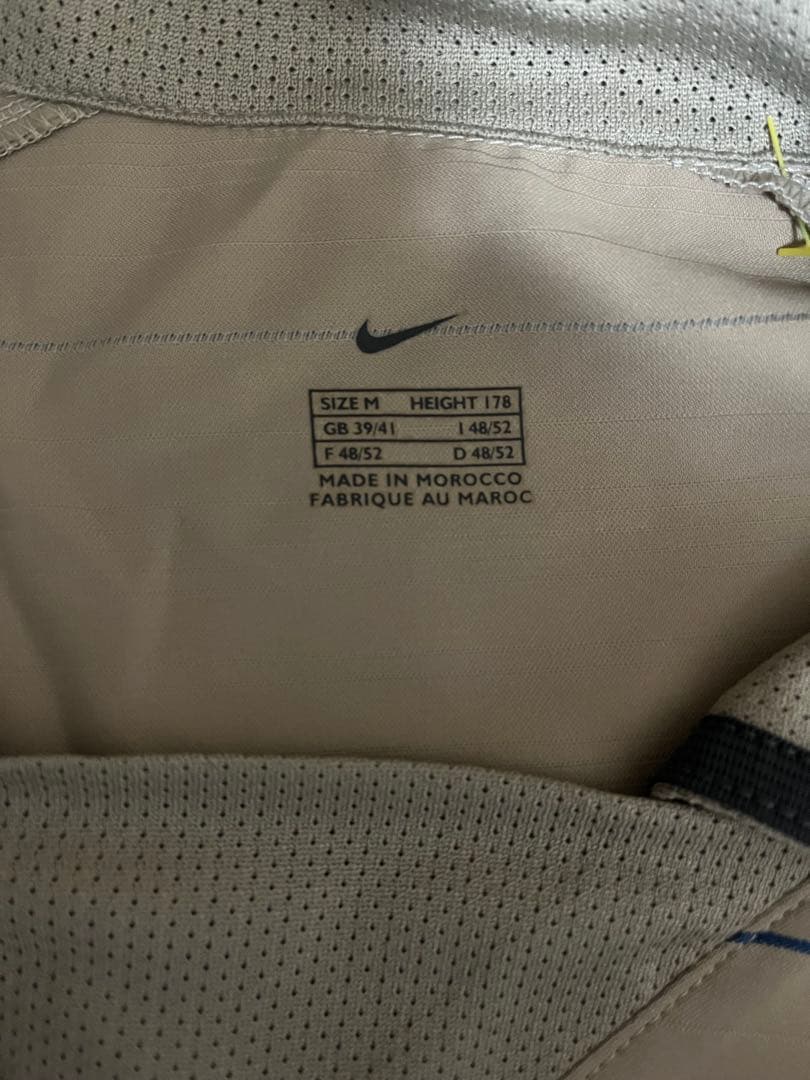 SIZE M HEIGHT 178
GB 39/41 I 48/52
F 48/52 D 48/52
MADE IN MOROCCO
FABRIQUE AU MAROC